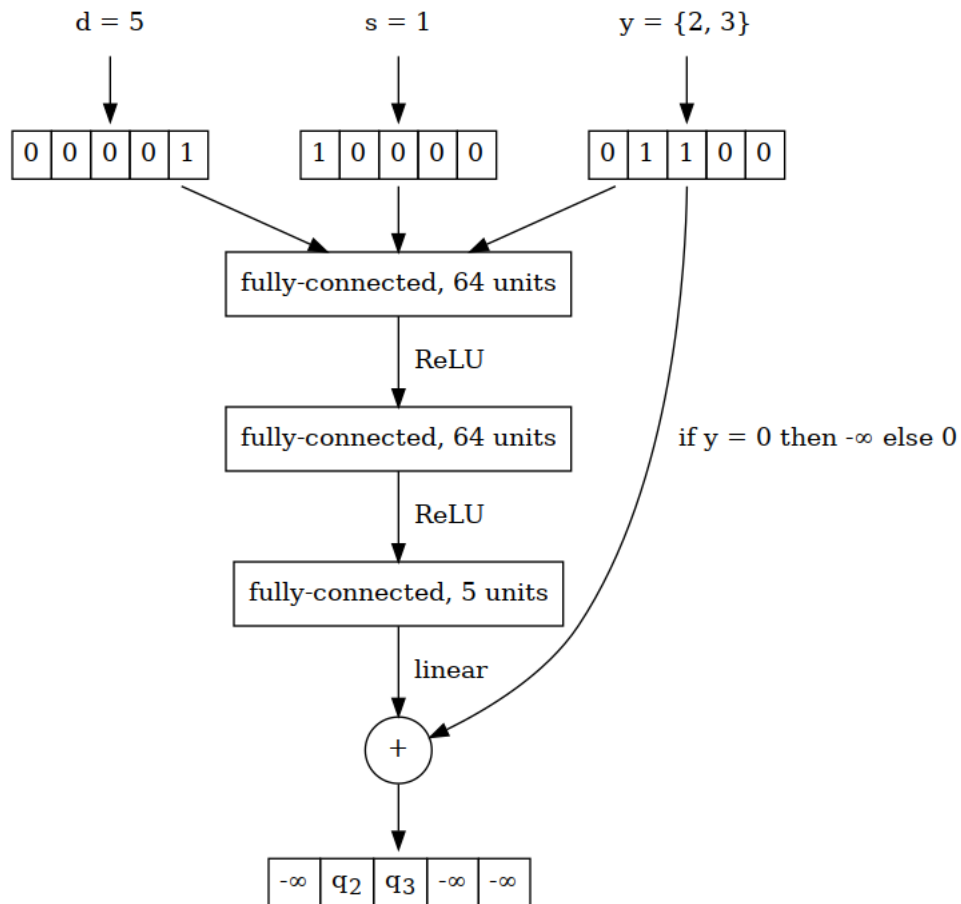 d = 5 s = 1 y = {2, 3}
0 0 0 0 1 1 0 0 0 0 0 1 1 0 0
fully-connected, 64 units
ReLU
fully-connected, 64 units
if y = 0 then -∞ else 0
ReLU
fully-connected, 5 units
linear
+
-∞ q2 q3 -∞ -∞